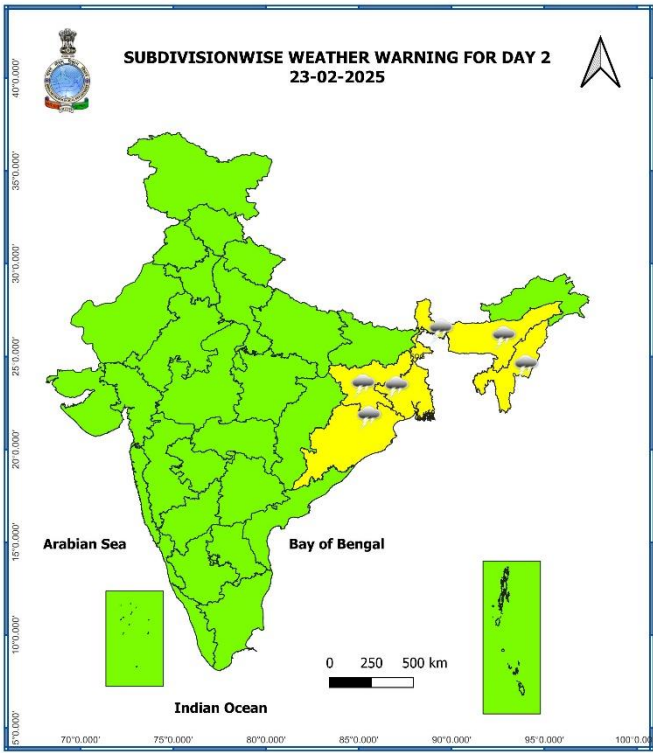 SUBDIVISIONWISE WEATHER WARNING FOR DAY 2
23-02-2025
40°0.000'
35°0.000'
30°0.000'
25°0.000'
20°0.000'
15°0.000'
10°0.000'
5°0.000'
Arabian Sea
Bay of Bengal
0 250 500 km
Indian Ocean
70°0.000' 75°0.000' 80°0.000' 85°0.000' 90°0.000' 95°0.000' 100°0.00